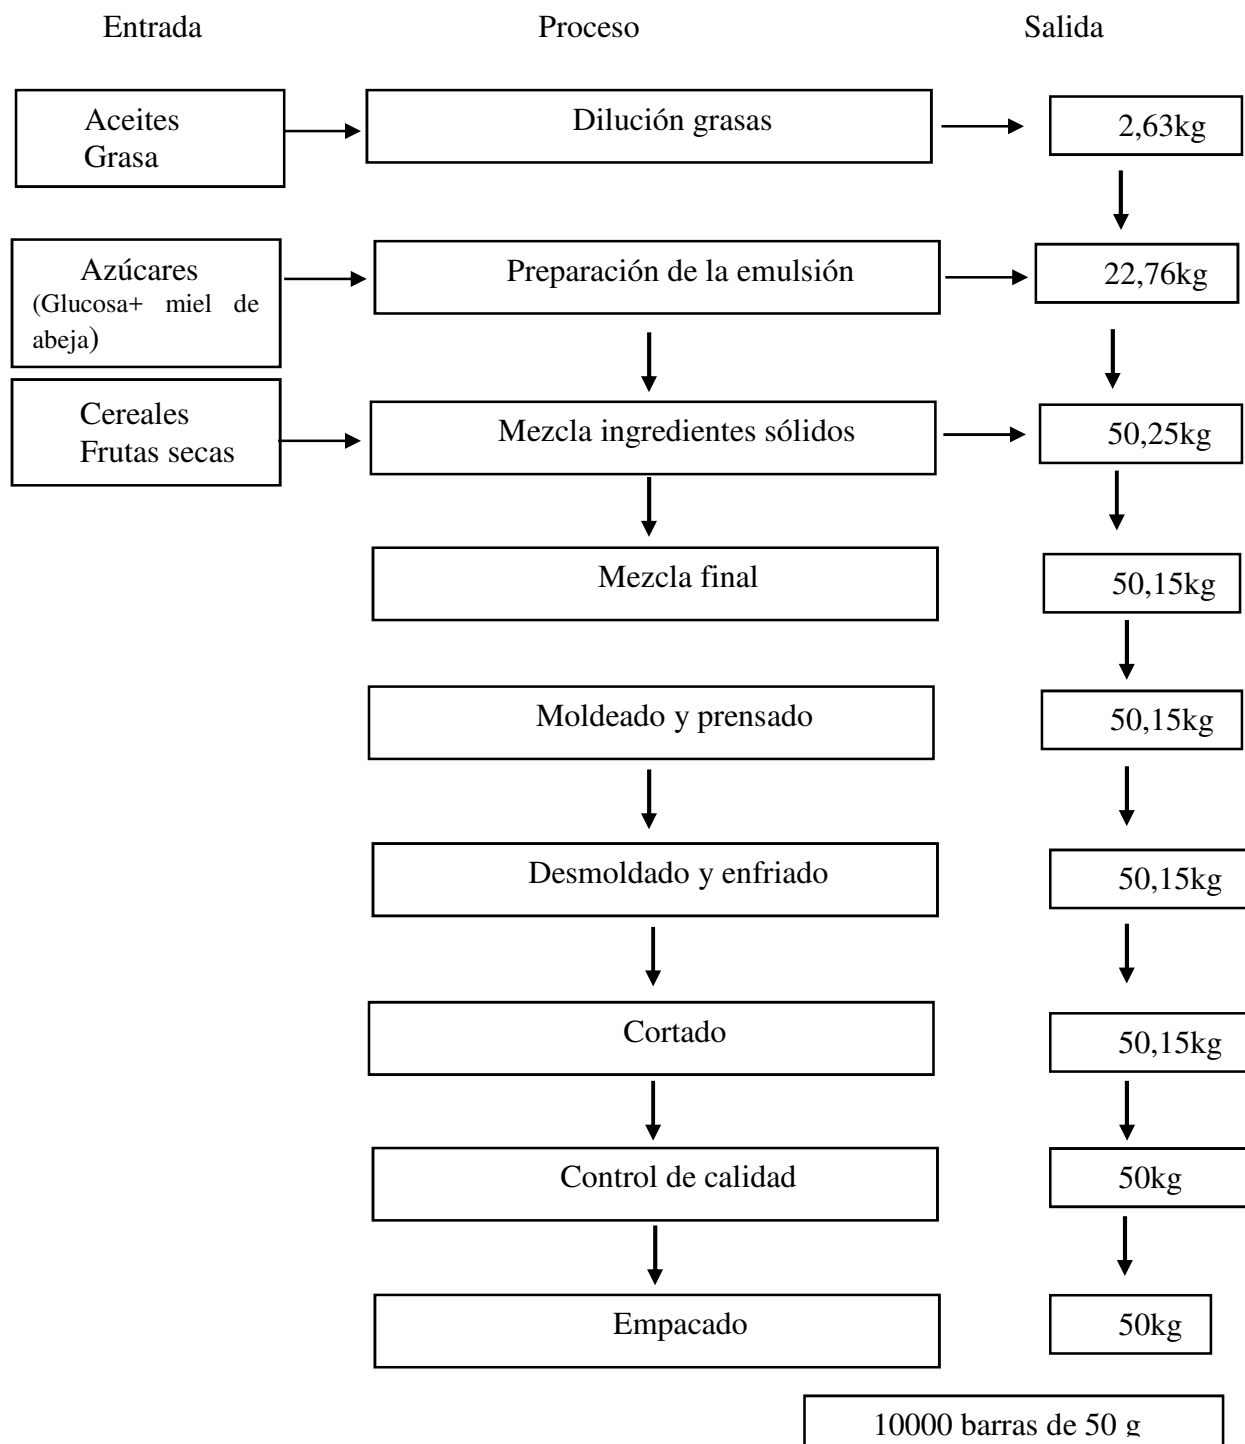 Entrada Proceso Salida
Aceites
Grasa
Dilución grasas
2,63kg
Azúcares
(Glucosa+ miel de
abeja)
Preparación de la emulsión
22,76kg
Cereales
Frutas secas
Mezcla ingredientes sólidos
50,25kg
Mezcla final
50,15kg
Moldeado y prensado
50,15kg
Desmoldado y enfriado
50,15kg
Cortado
50,15kg
Control de calidad
50kg
Empacado
50kg
10000 barras de 50 g